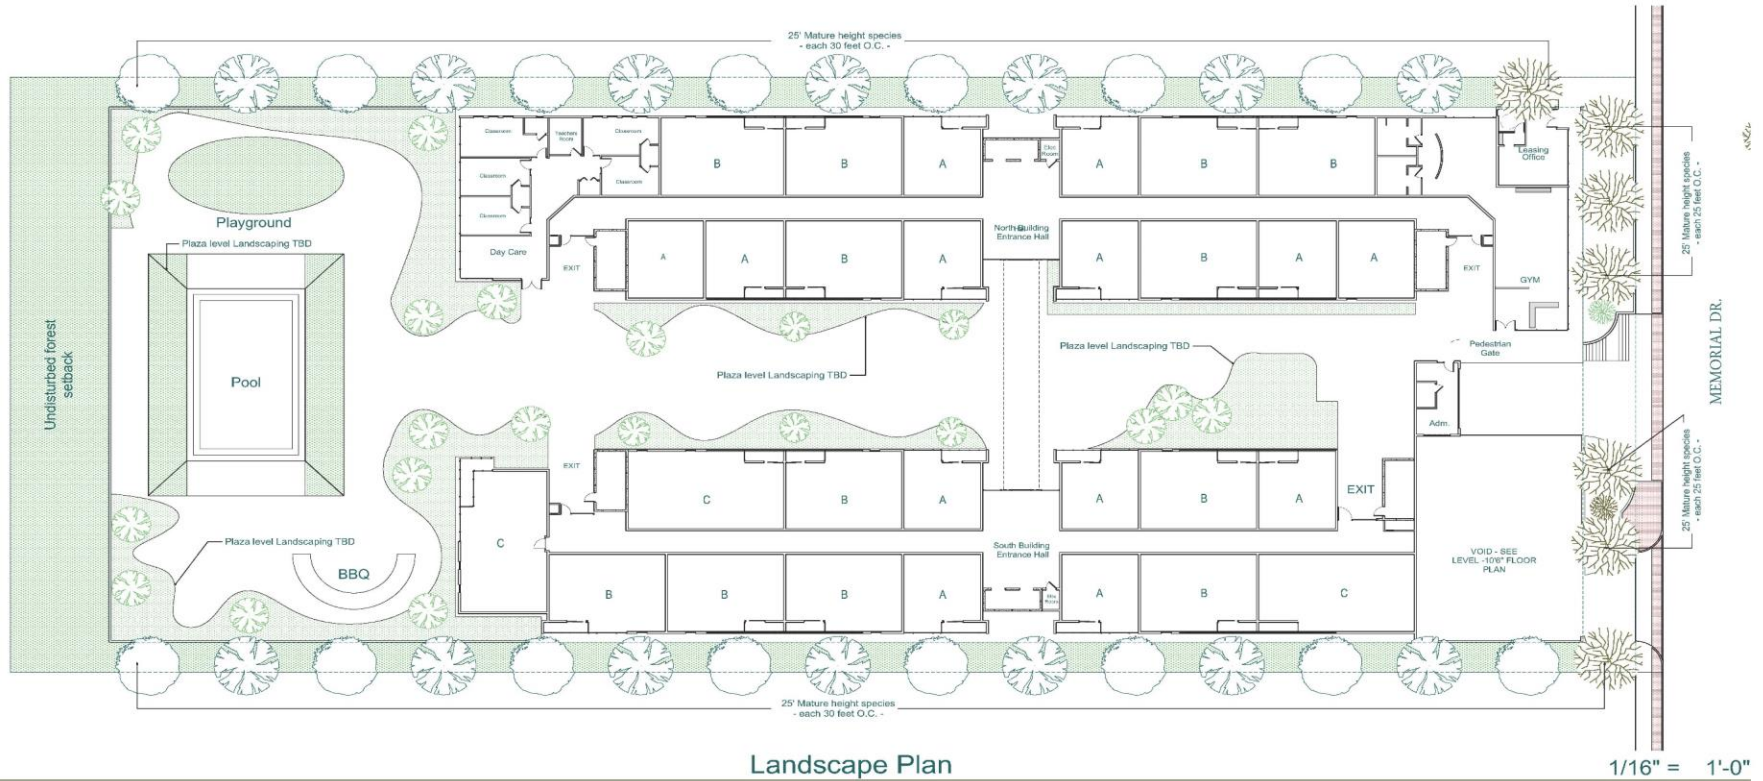 25' Mature height species
- each 30 feet O.C. -
Classroom
Teachers
Room
Classroom
Classroom
Classroom
Classroom
Day Care
B
B
A
Elec
Room
A
B
B
Leasing
Office
Playground
Plaza level Landscaping TBD
North Building
Entrance Hall
EXIT
A
A
B
A
A
B
A
A
EXIT
GYM
25' Mature height species
- each 25 feet O.C. -
Undisturbed forest
setback
Pool
Plaza level Landscaping TBD
Plaza level Landscaping TBD
Pedestrian
Gate
MEMORIAL DR.
Adm.
EXIT
C
B
A
A
B
A
EXIT
25' Mature height species
- each 25 feet O.C. -
C
Plaza level Landscaping TBD
BBQ
South Building
Entrance Hall
VOID - SEE
LEVEL -10'6" FLOOR
PLAN
B
B
B
A
Room
A
B
C
25' Mature height species
- each 30 feet O.C. -
Landscape Plan
1/16" = 1'-0"